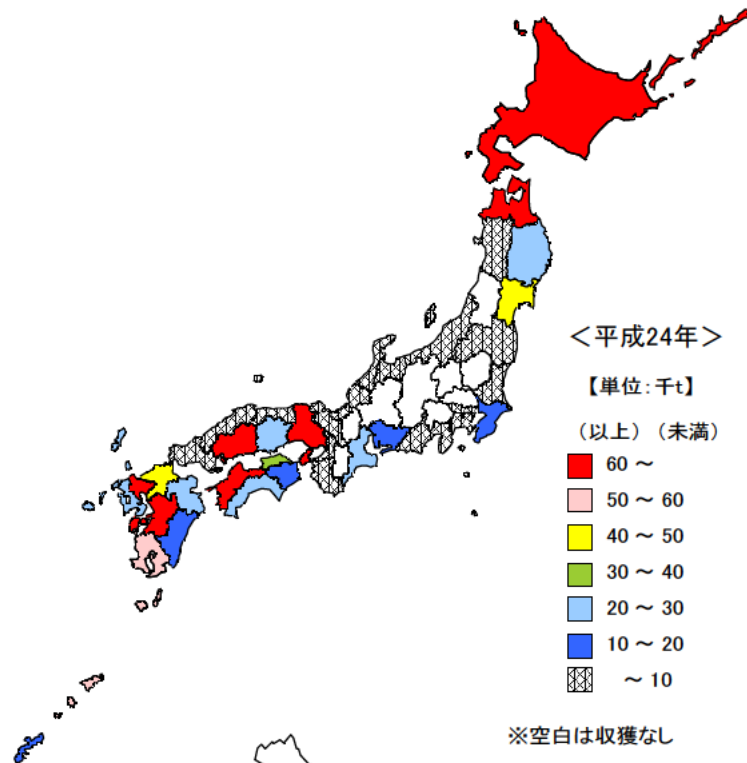 ＜平成24年＞
【単位：千t】
（以上）（未満）
60 ～
50 ～ 60
40 ～ 50
30 ～ 40
20 ～ 30
10 ～ 20
～ 10
※空白は収獲なし